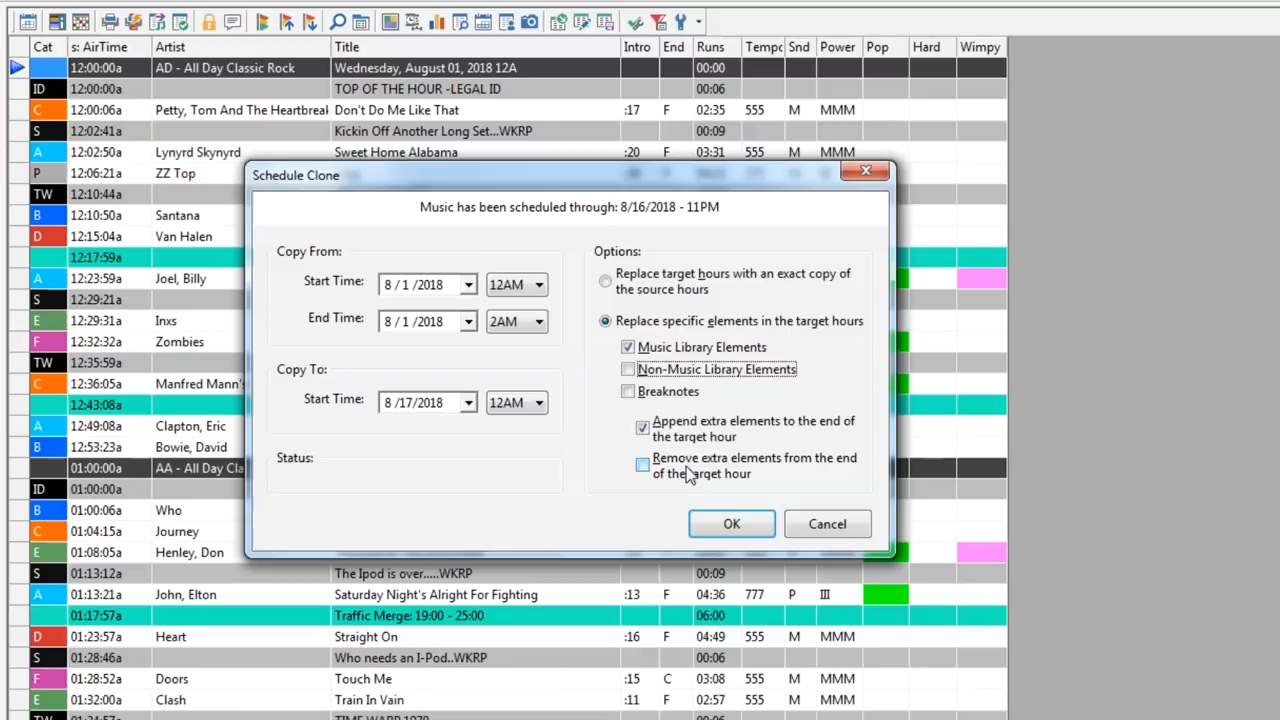 Cat s: AirTime Artist Title Intro End Runs Tempo Snd Power Pop Hard Wimpy
12:00:00a AD - All Day Classic Rock Wednesday, August 01, 2018 12A 00:00
ID 12:00:00a TOP OF THE HOUR -LEGAL ID 00:06
C 12:00:06a Petty, Tom And The Heartbreak Don't Do Me Like That :17 F 02:35 555 M MMM
S 12:02:41a Kickin Off Another Long Set...WKRP 00:09
A 12:02:50a Lynyrd Skynyrd Sweet Home Alabama :20 F 03:31 555 M MMM
P 12:06:21a ZZ Top
TW 12:10:44a
B 12:10:50a Santana
D 12:15:04a Van Halen
12:17:59a
A 12:23:59a Joel, Billy
S 12:29:21a
E 12:29:31a Inxs
F 12:32:32a Zombies
TW 12:35:59a
C 12:36:05a Manfred Mann's
12:43:08a
A 12:49:08a Clapton, Eric
B 12:53:23a Bowie, David
01:00:00a AA - All Day Cla
ID 01:00:00a
B 01:00:06a Who
C 01:04:15a Journey
E 01:08:05a Henley, Don
S 01:13:12a The Ipod is over.....WKRP 00:09
A 01:13:21a John, Elton Saturday Night's Alright For Fighting :13 F 04:36 777 P III
01:17:57a Traffic Merge: 19:00 - 25:00 06:00
D 01:23:57a Heart Straight On :16 F 04:49 555 M MMM
S 01:28:46a Who needs an I-Pod..WKRP 00:06
F 01:28:52a Doors Touch Me :15 C 03:08 555 M MMM
E 01:32:00a Clash Train In Vain :11 F 02:57 555 M MMM
TW 01:34:57a TIME WARP 1970 00:06
Schedule Clone
Music has been scheduled through: 8/16/2018 - 11PM
Copy From:
Start Time: 8 / 1 /2018 12AM
End Time: 8 / 1 /2018 2AM
Copy To:
Start Time: 8 /17/2018 12AM
Status:
Options:
Replace target hours with an exact copy of
the source hours
Replace specific elements in the target hours
Music Library Elements
Non-Music Library Elements
Breaknotes
Append extra elements to the end of
the target hour
Remove extra elements from the end
of the target hour
OK Cancel